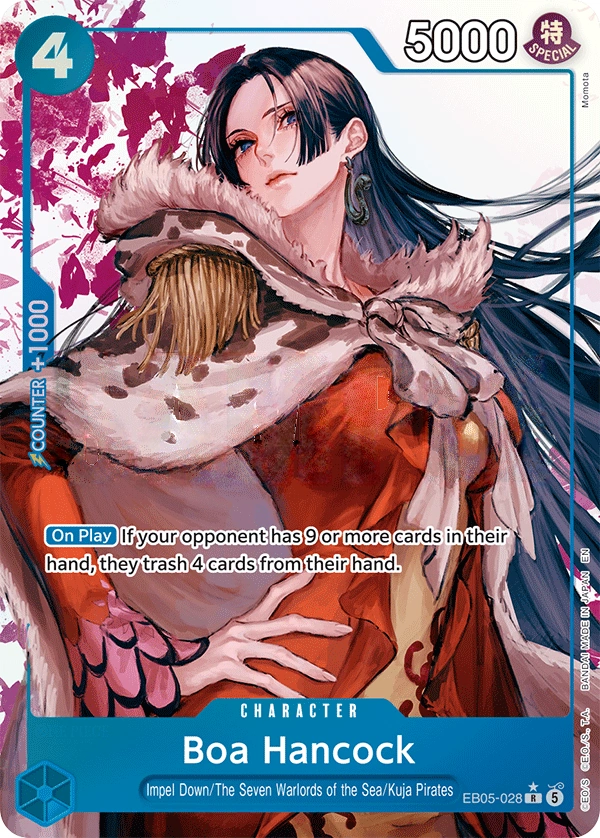 4
5000
特
SPECIAL
Momota
COUNTER +1000
On Play If your opponent has 9 or more cards in their
hand, they trash 4 cards from their hand.
CHARACTER
Boa Hancock
Impel Down/The Seven Warlords of the Sea/Kuja Pirates
EB05-028 R 5
©ED/S ©E.O./S., T.A. BANDAI MADE IN JAPAN EN